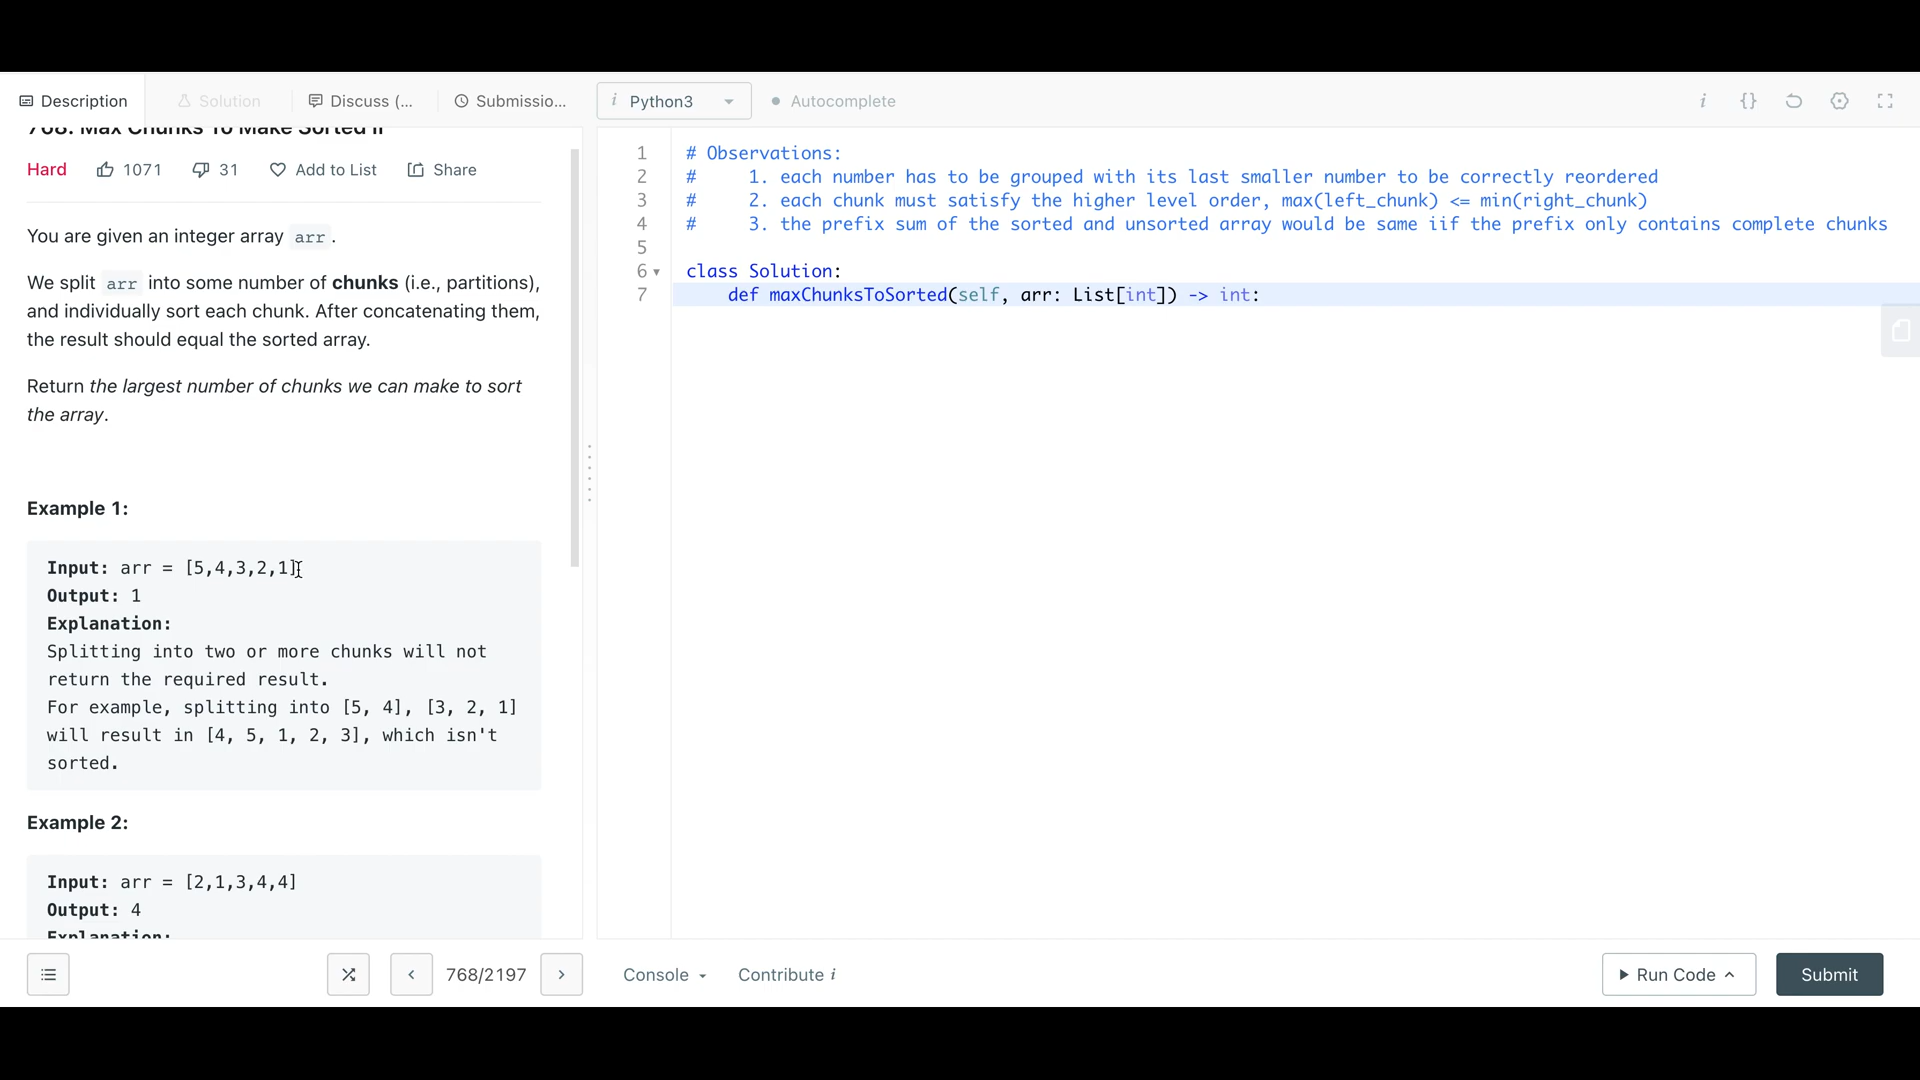 Description
Solution
Discuss (...
Submissio...
i Python3
Autocomplete
i {}
768. Max Chunks To Make Sorted II
Hard 1071 31 Add to List Share
You are given an integer array arr.
We split arr into some number of chunks (i.e., partitions),
and individually sort each chunk. After concatenating them,
the result should equal the sorted array.
Return the largest number of chunks we can make to sort
the array.
Example 1:
Input: arr = [5,4,3,2,1]
Output: 1
Explanation:
Splitting into two or more chunks will not
return the required result.
For example, splitting into [5, 4], [3, 2, 1]
will result in [4, 5, 1, 2, 3], which isn't
sorted.
Example 2:
Input: arr = [2,1,3,4,4]
Output: 4
Explanation:
1 # Observations:
2 # 1. each number has to be grouped with its last smaller number to be correctly reordered
3 # 2. each chunk must satisfy the higher level order, max(left_chunk) <= min(right_chunk)
4 # 3. the prefix sum of the sorted and unsorted array would be same iif the prefix only contains complete chunks
5
6 class Solution:
7 def maxChunksToSorted(self, arr: List[int]) -> int:
768/2197
Console
Contribute i
Run Code
Submit